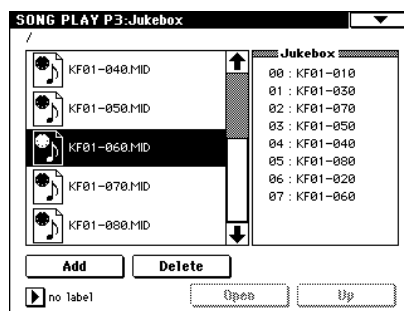 SONG PLAY P3:Jukebox
/
KF01-040.MID
KF01-050.MID
KF01-060.MID
KF01-070.MID
KF01-080.MID
Jukebox
00 : KF01-010
01 : KF01-030
02 : KF01-070
03 : KF01-050
04 : KF01-040
05 : KF01-080
06 : KF01-020
07 : KF01-060
Add
Delete
no label
Open
Up